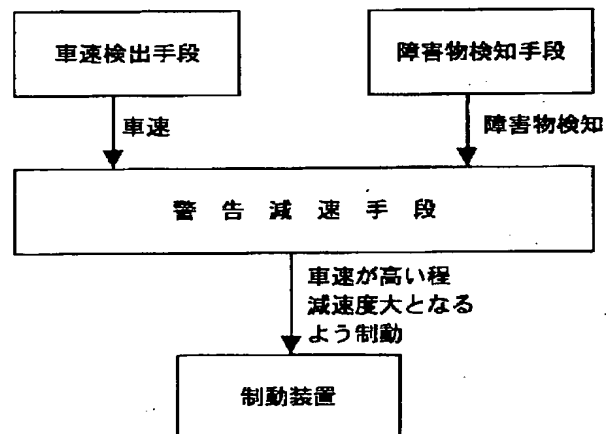 車速検出手段
障害物検知手段
車速
障害物検知
警告減速手段
車速が高い程
減速度大となる
よう制動
制動装置